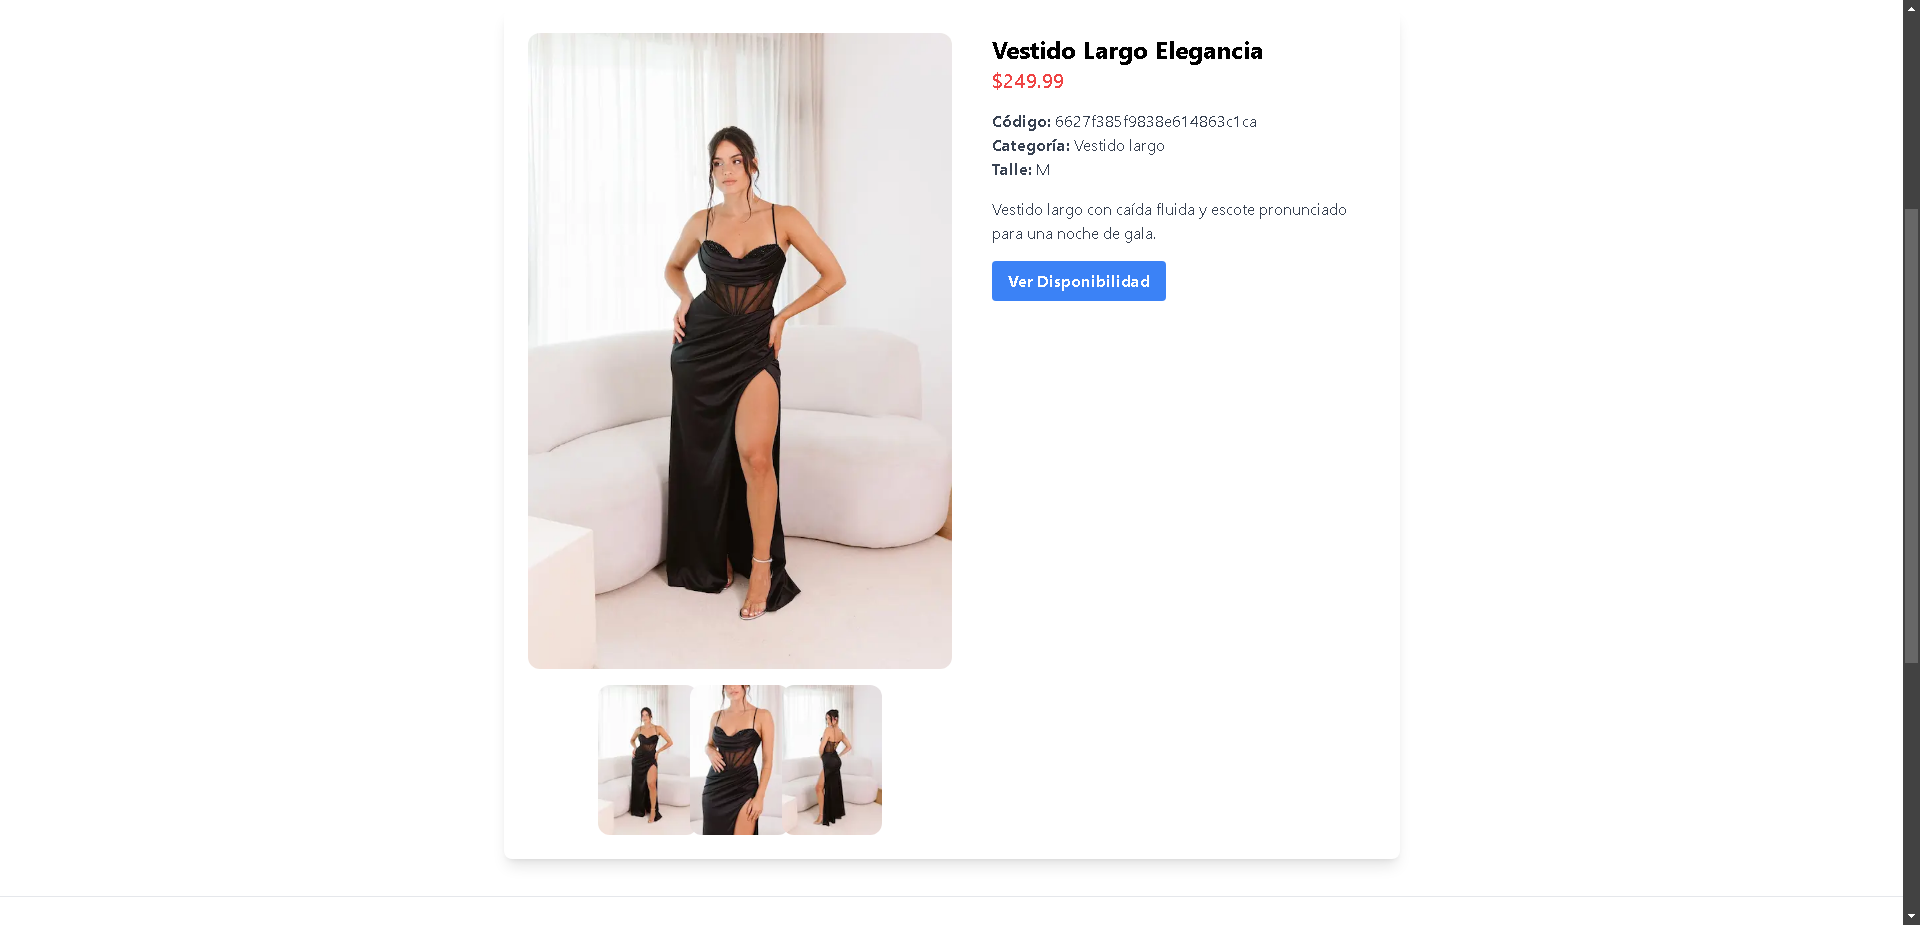 Vestido Largo Elegancia
$249.99
Código: 6627f385f9838e614863c1ca
Categoría: Vestido largo
Talle: M
Vestido largo con caída fluida y escote pronunciado
para una noche de gala.
Ver Disponibilidad